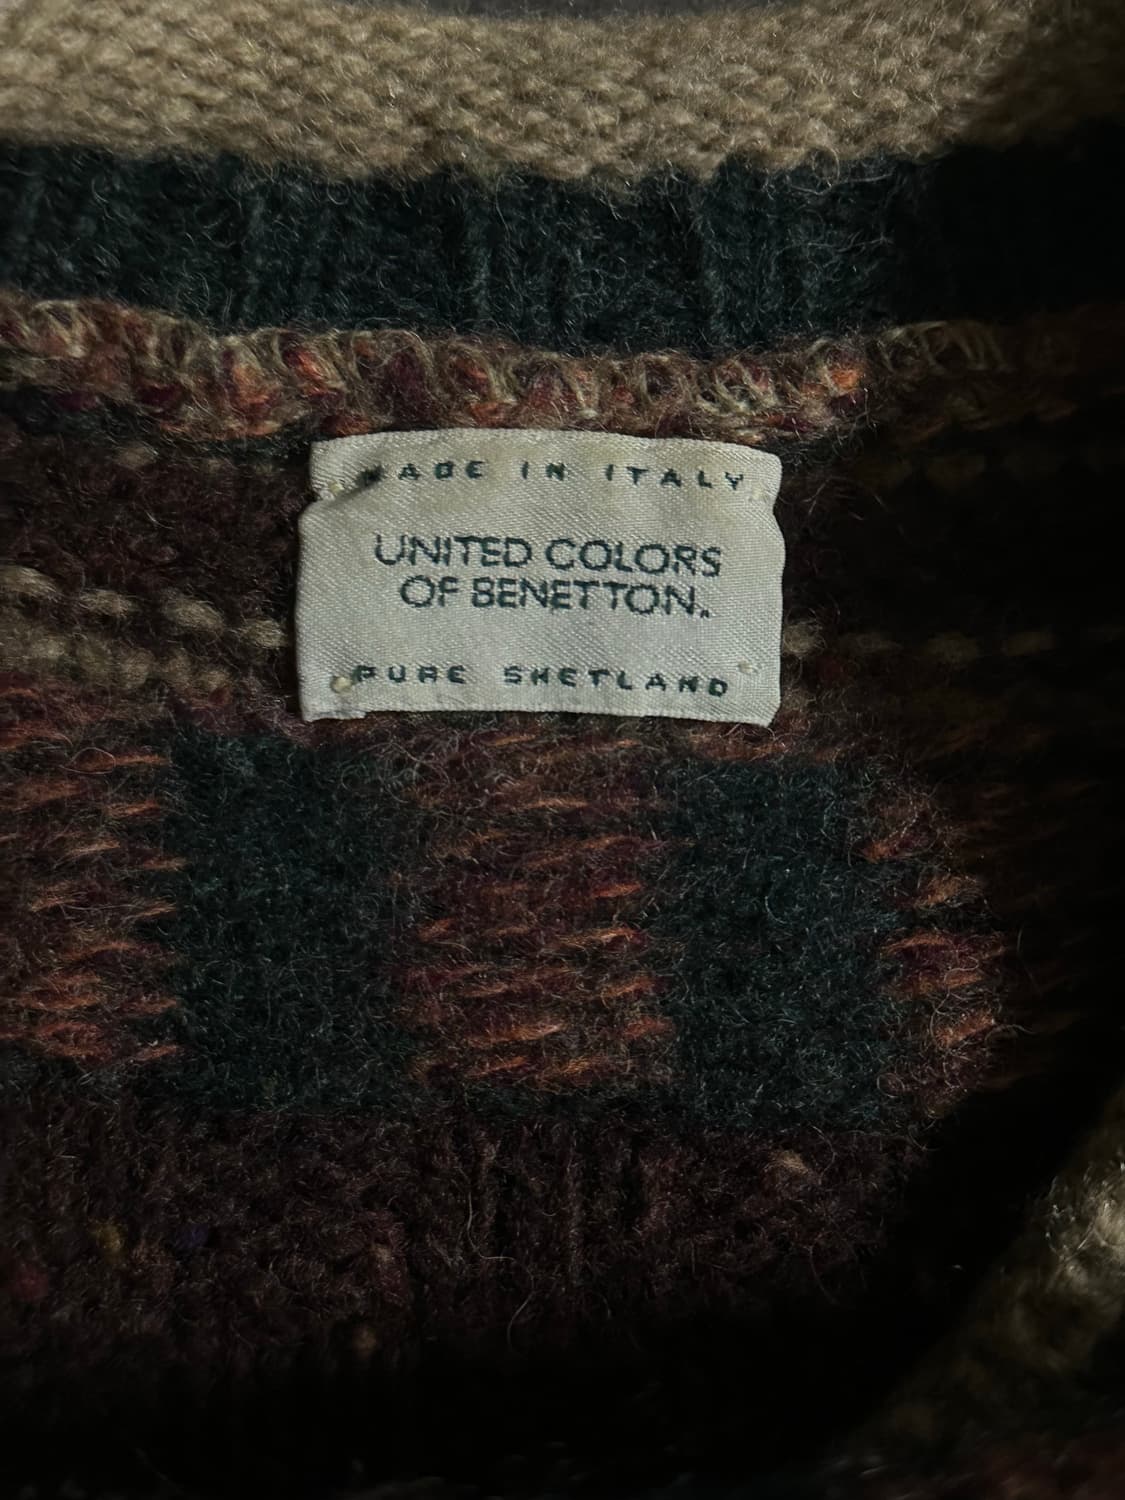 MADE IN ITALY
UNITED COLORS
OF BENETTON.
PURE SHETLAND